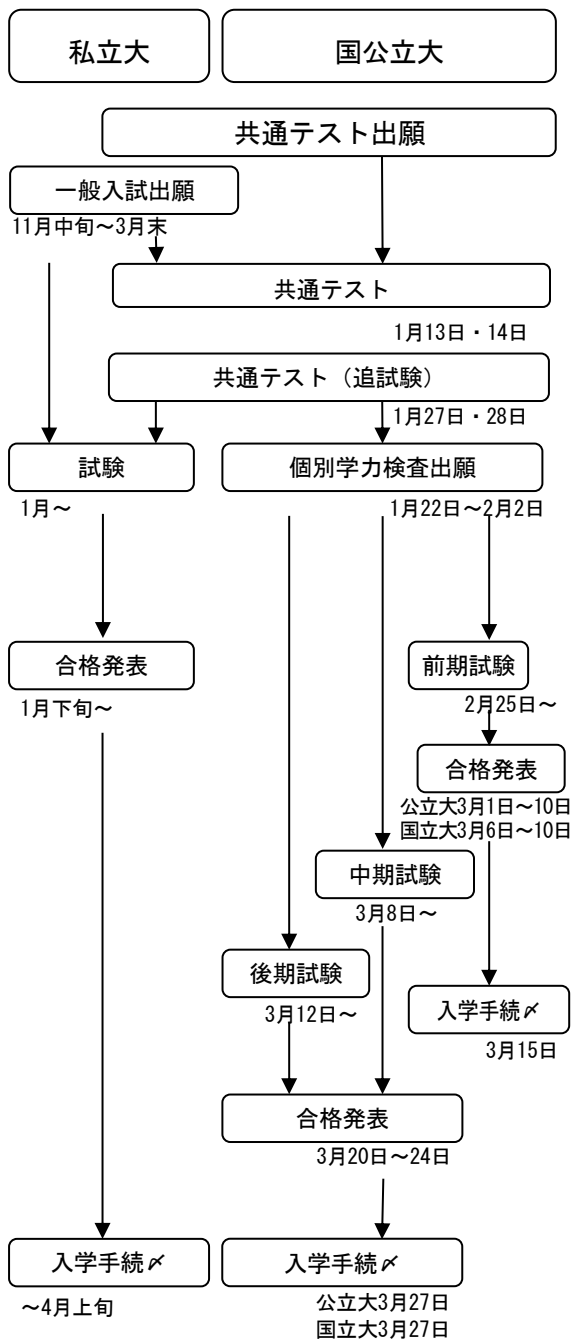 私立大
国公立大
共通テスト出願
一般入試出願
11月中旬～3月末
共通テスト
1月13日・14日
共通テスト（追試験）
1月27日・28日
試験
個別学力検査出願
1月～
1月22日～2月2日
合格発表
前期試験
1月下旬～
2月25日～
合格発表
公立大3月1日～10日
国立大3月6日～10日
中期試験
3月8日～
後期試験
3月12日～
入学手続〆
3月15日
合格発表
3月20日～24日
入学手続〆
入学手続〆
～4月上旬
公立大3月27日
国立大3月27日